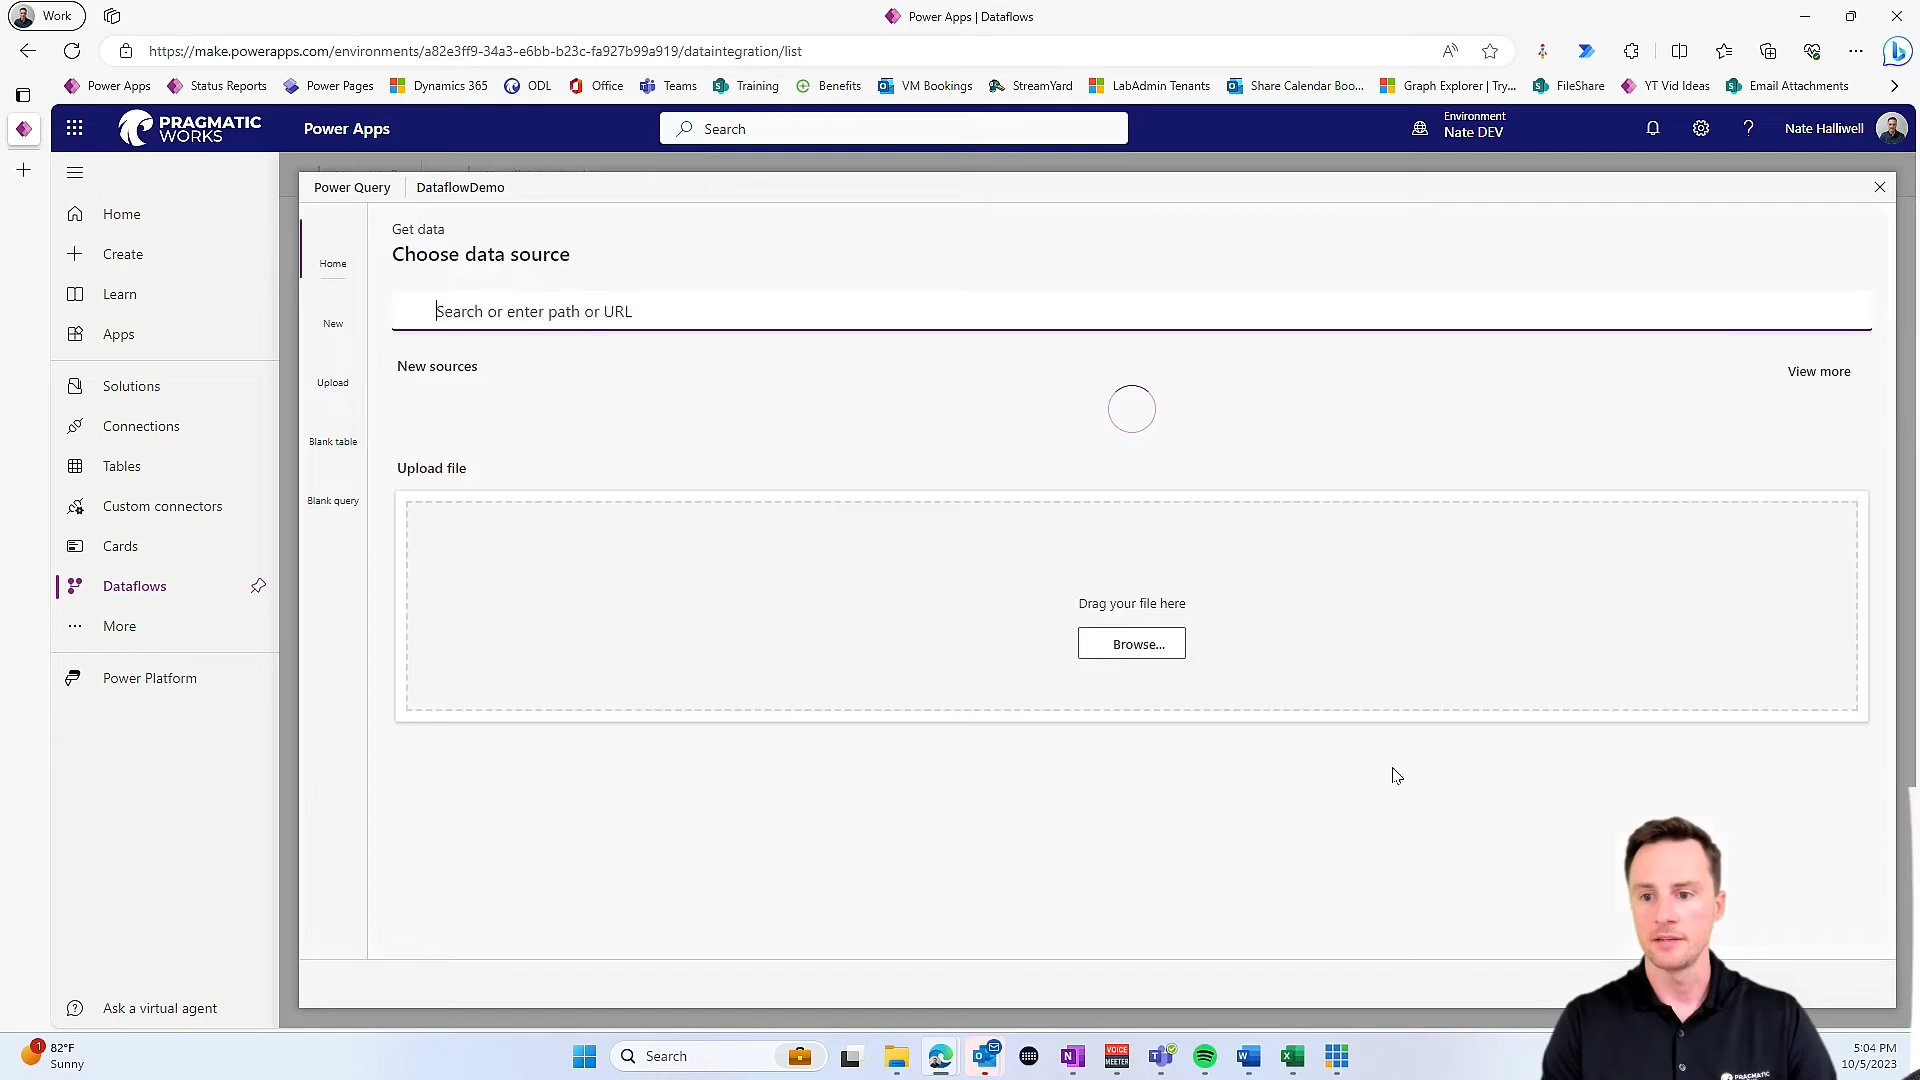 Work
Power Apps | Dataflows
https://make.powerapps.com/environments/a82e3ff9-34a3-e6bb-b23c-fa927b99a919/dataintegration/list
Power Apps Status Reports Power Pages Dynamics 365 ODL Office Teams Training Benefits VM Bookings StreamYard LabAdmin Tenants Share Calendar Boo... Graph Explorer | Try,... FileShare YT Vid Ideas Email Attachments
PRAGMATIC
WORKS
Power Apps
Search
Environment
Nate DEV
Nate Halliwell
Home
Create
Learn
Apps
Solutions
Connections
Tables
Custom connectors
Cards
Dataflows
More
Power Platform
Ask a virtual agent
Power Query DataflowDemo
Home
New
Upload
Blank table
Blank query
Get data
Choose data source
Search or enter path or URL
New sources
View more
Upload file
Drag your file here
Browse...
PRAGMATIC
1
82°F
Sunny
Search
VOICE
MEETER
5:04 PM
10/5/2023